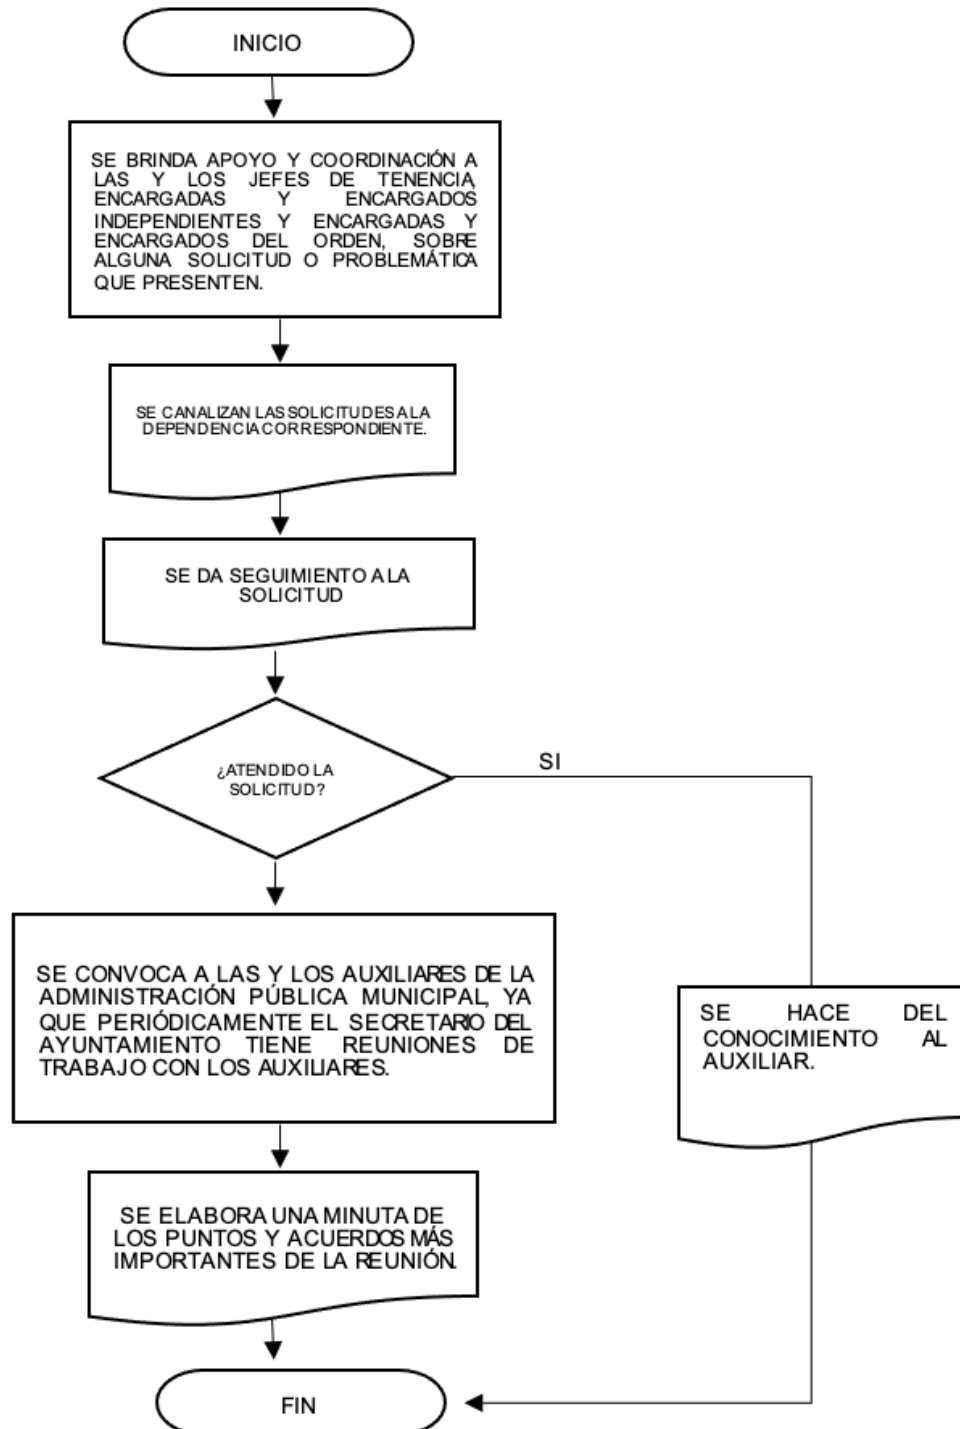 INICIO
SE BRINDA APOYO Y COORDINACIÓN A
LAS Y LOS JEFES DE TENENCIA,
ENCARGADAS Y ENCARGADOS
INDEPENDIENTES Y ENCARGADAS Y
ENCARGADOS DEL ORDEN, SOBRE
ALGUNA SOLICITUD O PROBLEMÁTICA
QUE PRESENTEN.
SE CANALIZAN LAS SOLICITUDES A LA
DEPENDENCIA CORRESPONDIENTE.
SE DA SEGUIMIENTO A LA
SOLICITUD
¿ATENDIDO LA
SOLICITUD?
SI
SE CONVOCA A LAS Y LOS AUXILIARES DE LA
ADMINISTRACIÓN PÚBLICA MUNICIPAL, YA
QUE PERIÓDICAMENTE EL SECRETARIO DEL
AYUNTAMIENTO TIENE REUNIONES DE
TRABAJO CON LOS AUXILIARES.
SE HACE DEL
CONOCIMIENTO AL
AUXILIAR.
SE ELABORA UNA MINUTA DE
LOS PUNTOS Y ACUERDOS MÁS
IMPORTANTES DE LA REUNIÓN.
FIN